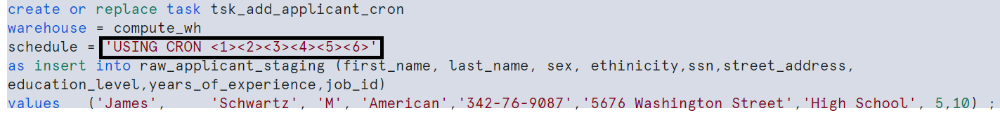 create or replace task tsk_add_applicant_cron
warehouse = compute_wh
schedule = 'USING CRON <1><2><3><4><5><6>'
as insert into raw_applicant_staging (first_name, last_name, sex, ethinicity,ssn,street_address,
education_level,years_of_experience,job_id)
values ('James', 'Schwartz', 'M', 'American','342-76-9087','5676 Washington Street','High School', 5,10) ;